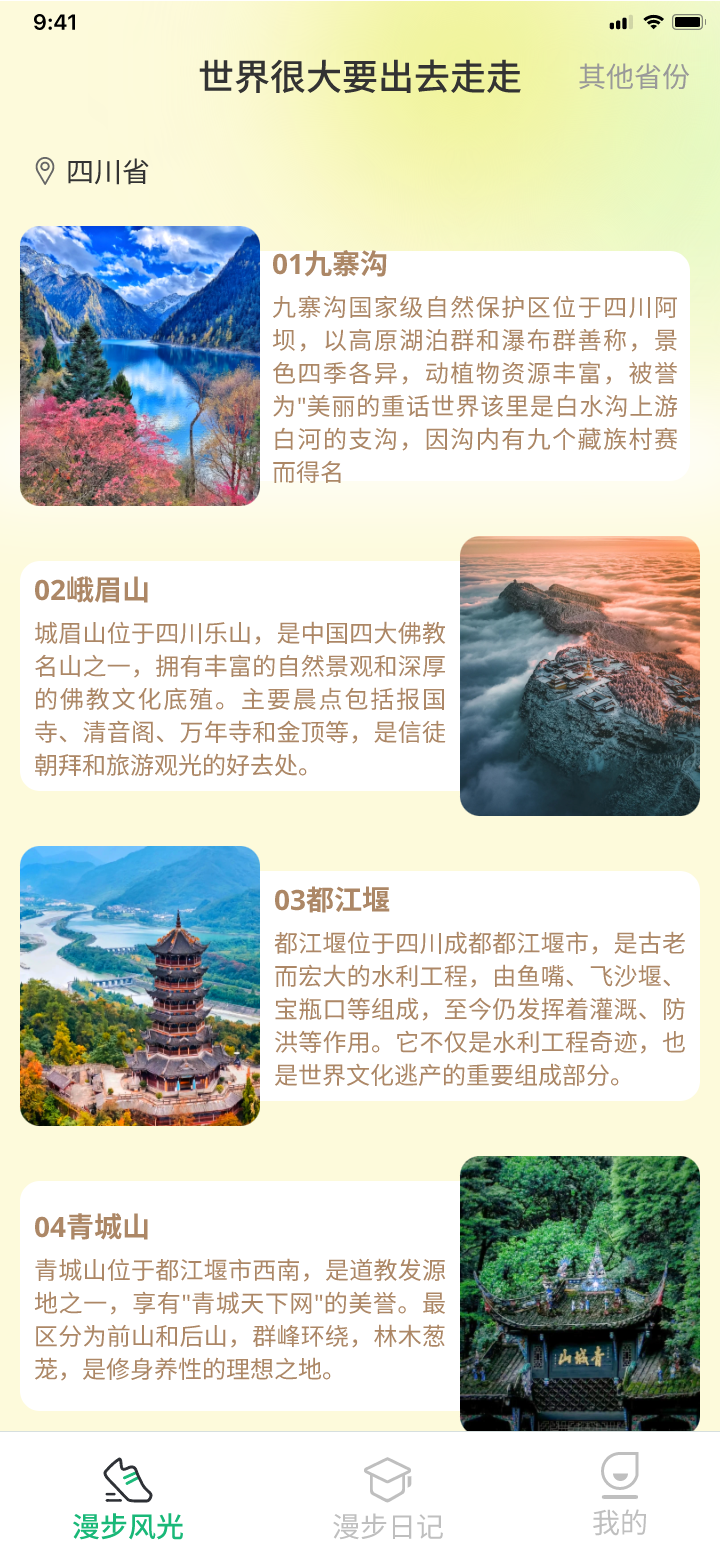 9:41
世界很大要出去走走
其他省份
四川省
01九寨沟
九寨沟国家级自然保护区位于四川阿
坝，以高原湖泊群和瀑布群善称，景
色四季各异，动植物资源丰富，被誉
为"美丽的重话世界该里是白水沟上游
白河的支沟，因沟内有九个藏族村赛
而得名
02峨眉山
城眉山位于四川乐山，是中国四大佛教
名山之一，拥有丰富的自然景观和深厚
的佛教文化底殖。主要晨点包括报国
寺、清音阁、万年寺和金顶等，是信徒
朝拜和旅游观光的好去处。
03都江堰
都江堰位于四川成都都江堰市，是古老
而宏大的水利工程，由鱼嘴、飞沙堰、
宝瓶口等组成，至今仍发挥着灌溉、防
洪等作用。它不仅是水利工程奇迹，也
是世界文化逃产的重要组成部分。
04青城山
青城山位于都江堰市西南，是道教发源
地之一，享有"青城天下网"的美誉。最
区分为前山和后山，群峰环绕，林木葱
茏，是修身养性的理想之地。
山城青
漫步风光
漫步日记
我的